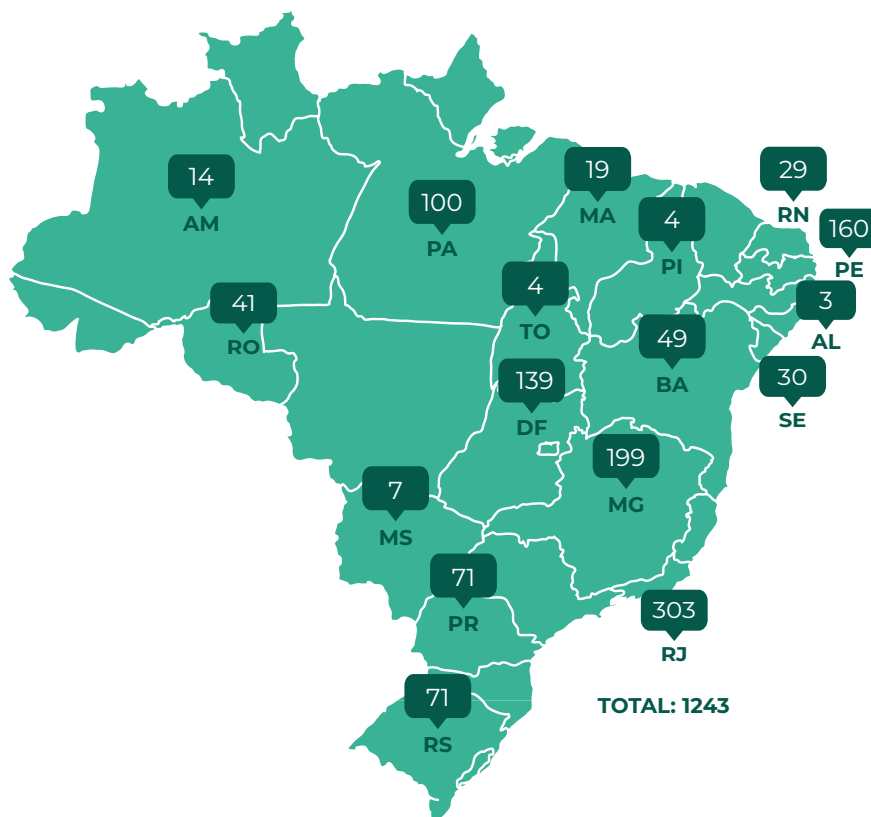 14
AM
100
PA
19
MA
4
PI
29
RN
160
PE
41
RO
4
TO
3
AL
49
BA
30
SE
139
DF
199
MG
7
MS
71
PR
303
RJ
71
RS
TOTAL: 1243